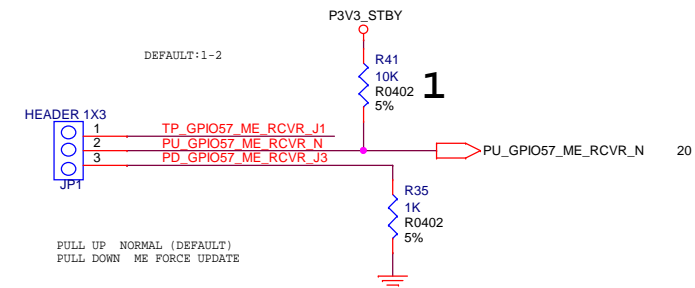 P3V3_STBY
DEFAULT:1-2
R41
10K
R0402
5%
1
HEADER 1X3
1 TP_GPIO57_ME_RCVR_J1
2 PU_GPIO57_ME_RCVR_N
3 PD_GPIO57_ME_RCVR_J3
JP1
PU_GPIO57_ME_RCVR_N 20
R35
1K
R0402
5%
PULL UP NORMAL (DEFAULT)
PULL DOWN ME FORCE UPDATE